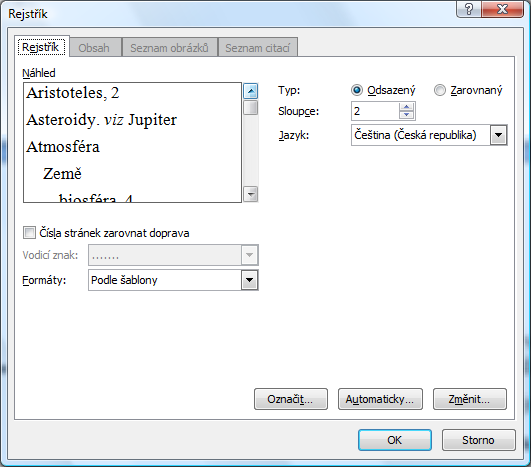 Rejstřík
Rejstřík Obsah Seznam obrázků Seznam citací
Náhled
Aristoteles, 2
Asteroidy. viz Jupiter
Atmosféra
Země
biosféra, 4
Typ: Odsazený Zarovnaný
Sloupce: 2
Jazyk: Čeština (Česká republika)
Čísla stránek zarovnat doprava
Vodicí znak: .......
Formáty: Podle šablony
Označit... Automaticky... Změnit...
OK Storno